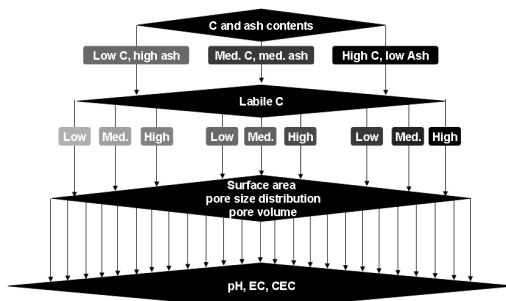 C and ash contents
Low C, high ash Med. C, med. ash High C, low Ash
Labile C
Low Med. High Low Med. High Low Med. High
Surface area
pore size distribution
pore volume
pH, EC, CEC